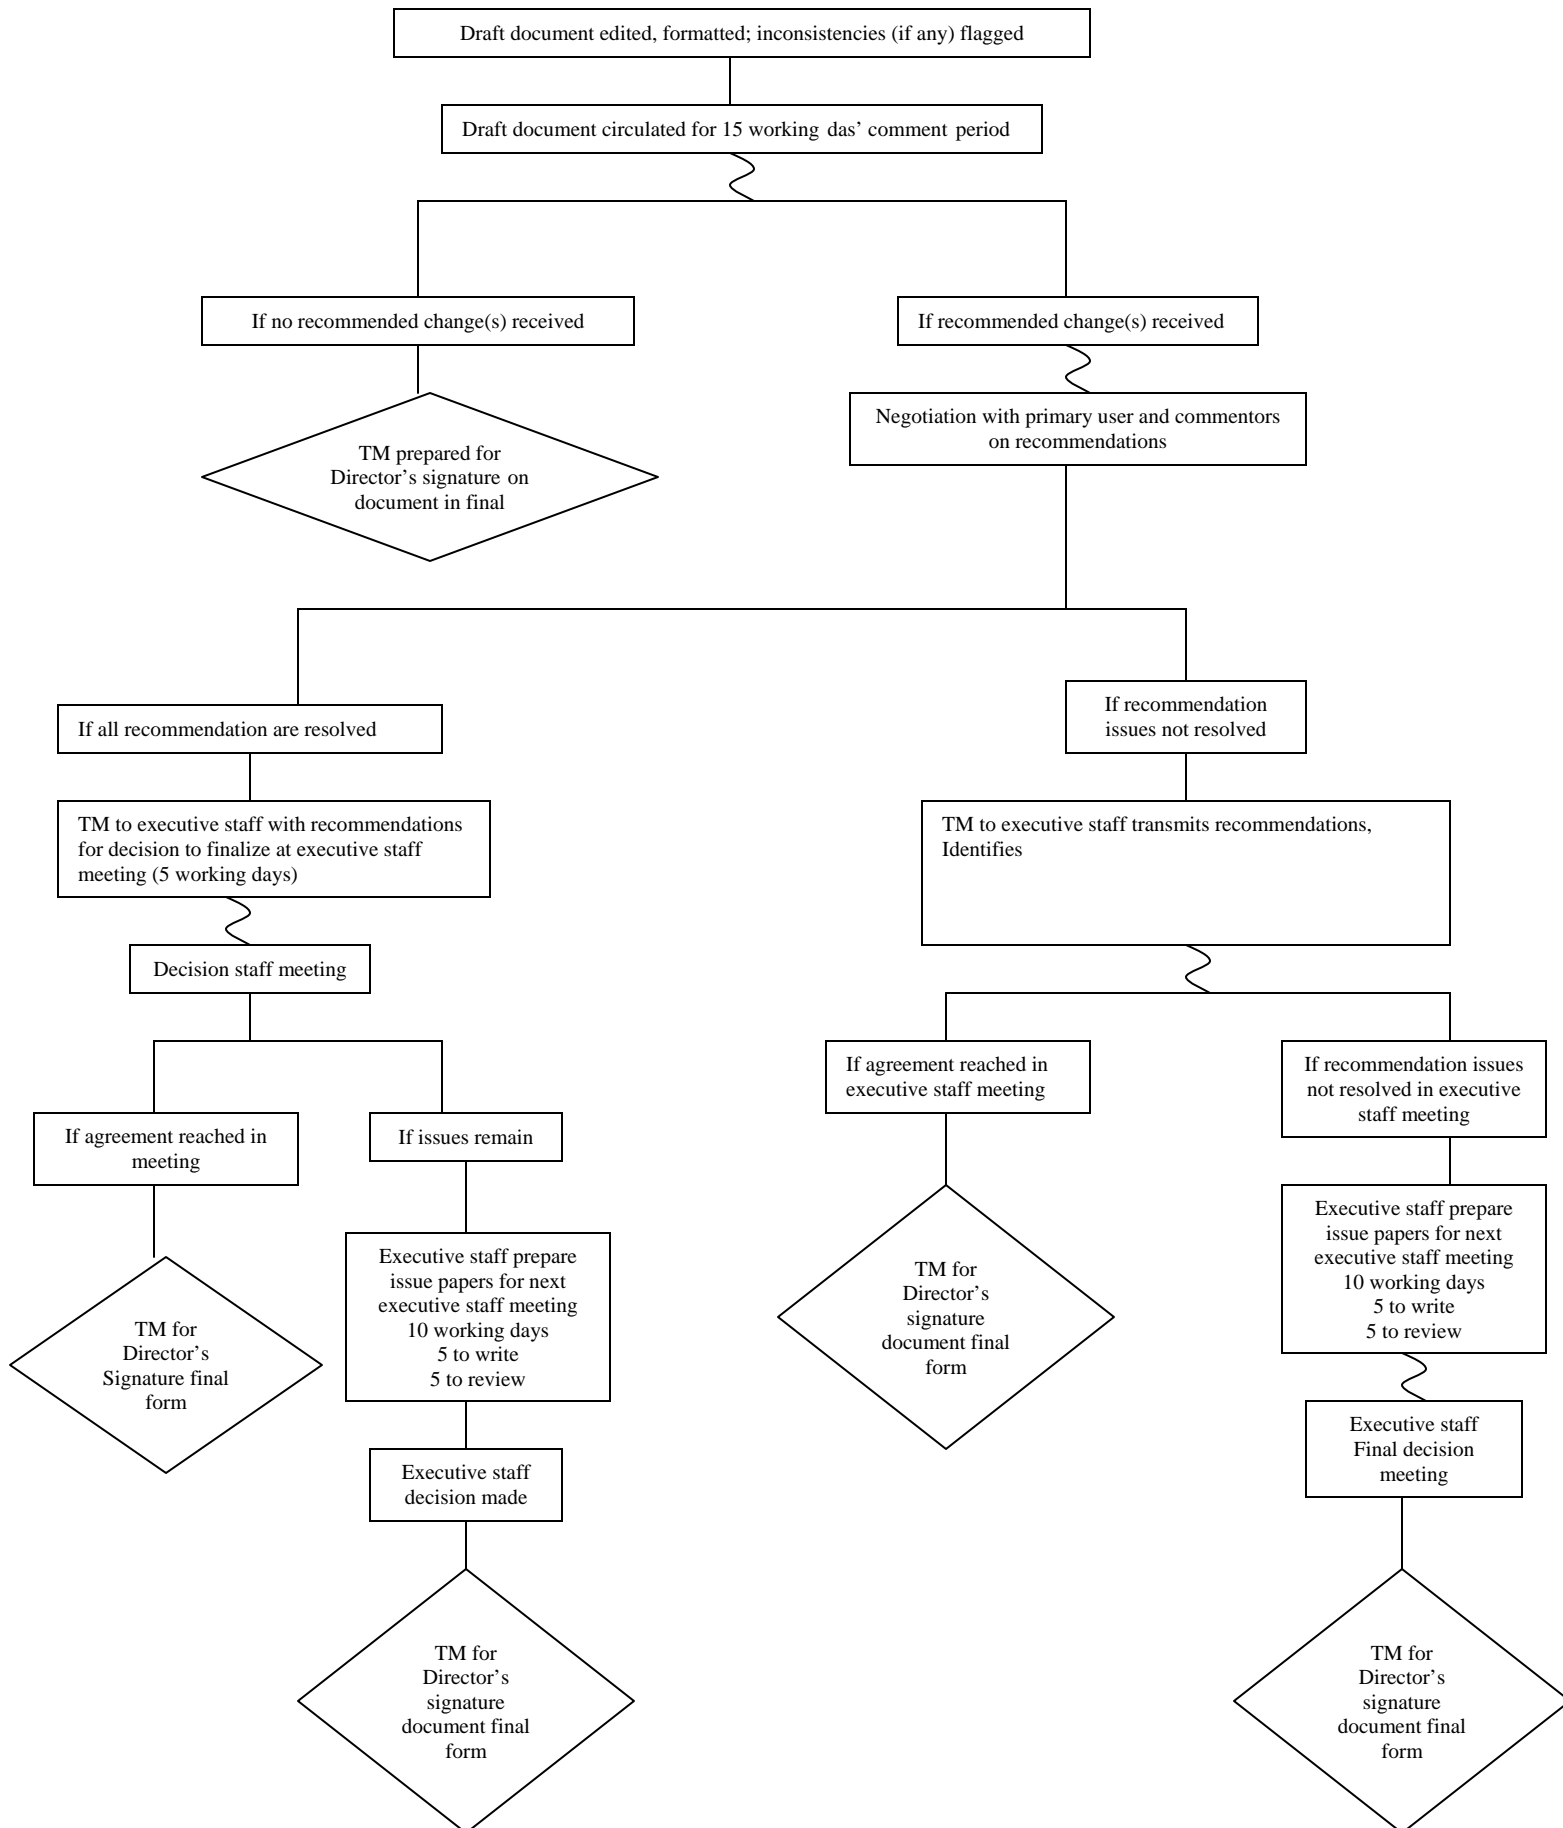 Draft document edited, formatted; inconsistencies (if any) flagged
Draft document circulated for 15 working das’ comment period
If no recommended change(s) received
If recommended change(s) received
TM prepared for
Director’s signature on
document in final
Negotiation with primary user and commentors
on recommendations
If all recommendation are resolved
If recommendation
issues not resolved
TM to executive staff with recommendations
for decision to finalize at executive staff
meeting (5 working days)
TM to executive staff transmits recommendations,
Identifies
Decision staff meeting
If agreement reached in
meeting
If issues remain
If agreement reached in
executive staff meeting
If recommendation issues
not resolved in executive
staff meeting
TM for
Director’s
Signature final
form
Executive staff prepare
issue papers for next
executive staff meeting
10 working days
5 to write
5 to review
TM for
Director’s
signature
document final
form
Executive staff prepare
issue papers for next
executive staff meeting
10 working days
5 to write
5 to review
Executive staff
decision made
Executive staff
Final decision
meeting
TM for
Director’s
signature
document final
form
TM for
Director’s
signature
document final
form